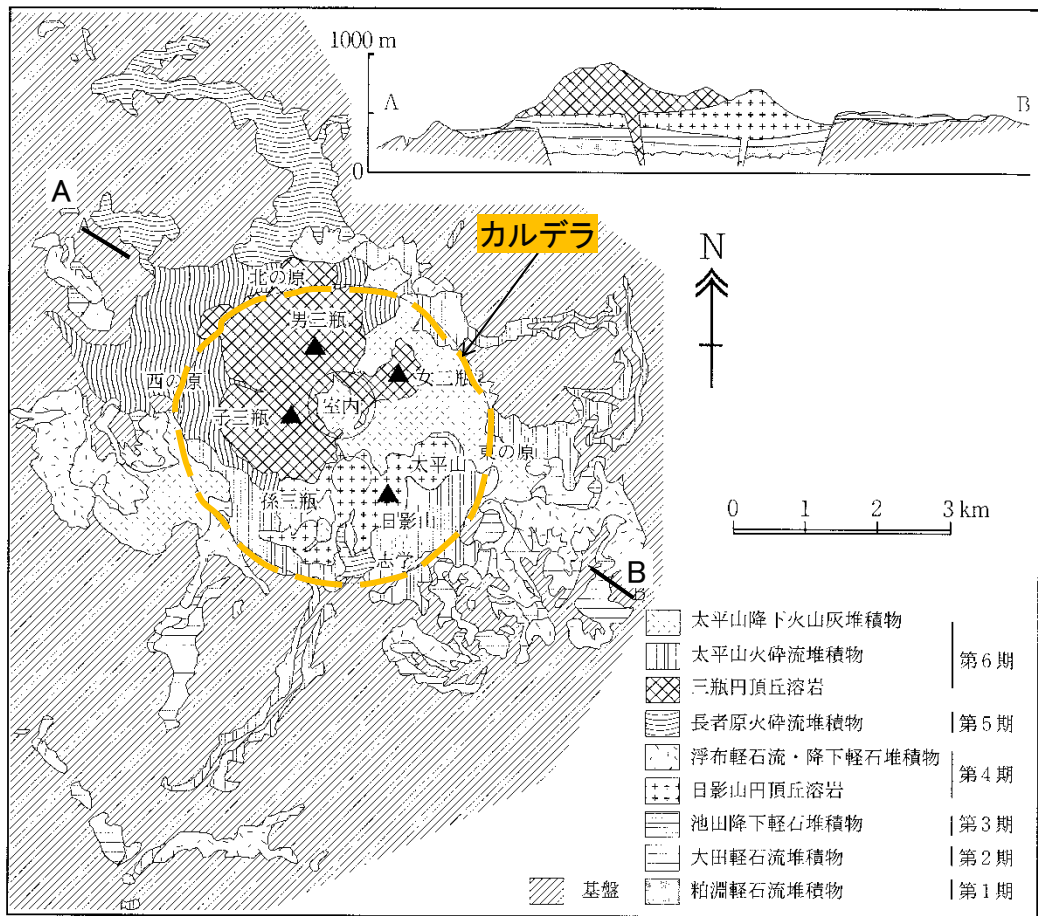 1000 m
A
B
0
A
カルデラ
N
北の原
男三瓶
女三瓶
西の原
室内
子三瓶
東の原
太平山
孫三瓶
日影山
志学
0 1 2 3 km
B
B
太平山降下火山灰堆積物
太平山火砕流堆積物
第6期
三瓶円頂丘溶岩
長者原火砕流堆積物 第5期
浮布軽石流・降下軽石堆積物
第4期
日影山円頂丘溶岩
池田降下軽石堆積物 第3期
大田軽石流堆積物 第2期
基盤 粕淵軽石流堆積物 第1期